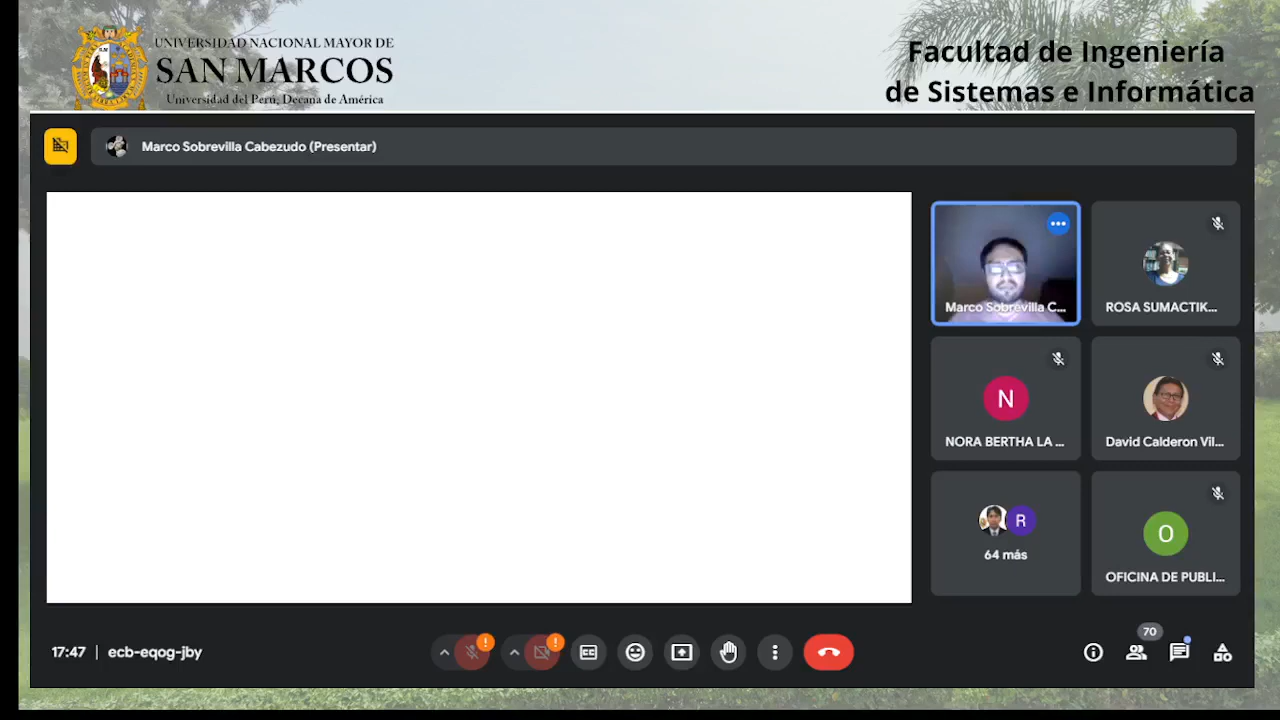 UNIVERSIDAD NACIONAL MAYOR DE
SAN MARCOS
Universidad del Perú, Decana de América
Facultad de Ingeniería
de Sistemas e Informática
Marco Sobrevilla Cabezudo (Presentar)
Marco Sobrevilla C...
ROSA SUMACTIK...
N
NORA BERTHA LA ...
David Calderon Vil...
R
64 más
O
OFICINA DE PUBLI...
17:47 | ecb-eqog-jby
70